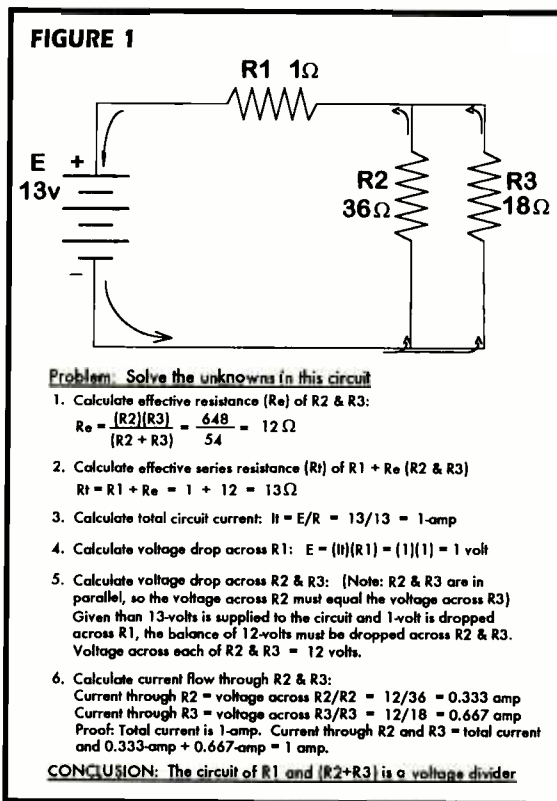 FIGURE 1
R1 1Ω
E +
13v
R2
36Ω
R3
18Ω
−
Problem: Solve the unknowns in this circuit
1. Calculate effective resistance (Re) of R2 & R3:
Re = (R2)(R3) / (R2 + R3) = 648 / 54 = 12 Ω
2. Calculate effective series resistance (Rt) of R1 + Re (R2 & R3)
Rt = R1 + Re = 1 + 12 = 13Ω
3. Calculate total circuit current: It = E/R = 13/13 = 1-amp
4. Calculate voltage drop across R1: E = (It)(R1) = (1)(1) = 1 volt
5. Calculate voltage drop across R2 & R3: (Note: R2 & R3 are in
parallel, so the voltage across R2 must equal the voltage across R3)
Given than 13-volts is supplied to the circuit and 1-volt is dropped
across R1, the balance of 12-volts must be dropped across R2 & R3.
Voltage across each of R2 & R3 = 12 volts.
6. Calculate current flow through R2 & R3:
Current through R2 = voltage across R2/R2 = 12/36 = 0.333 amp
Current through R3 = voltage across R3/R3 = 12/18 = 0.667 amp
Proof: Total current is 1-amp. Current through R2 and R3 = total current
and 0.333-amp + 0.667-amp = 1 amp.
CONCLUSION: The circuit of R1 and (R2+R3) is a voltage divider